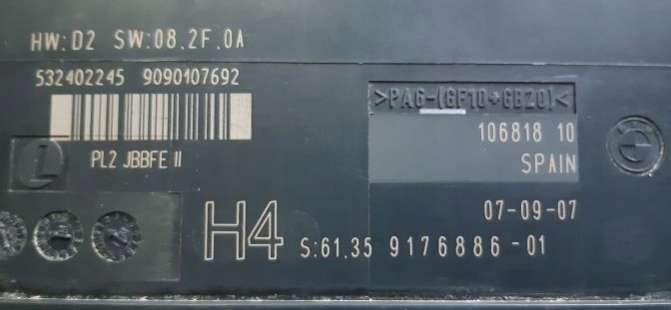 HW:D2 SW:08.2F.0A
532402245 9090107692
PL2 JBBFE II
>PA6-(GF10+GB20)<
106818 10
SPAIN
07-09-07
H4
S:61.35 9176886-01